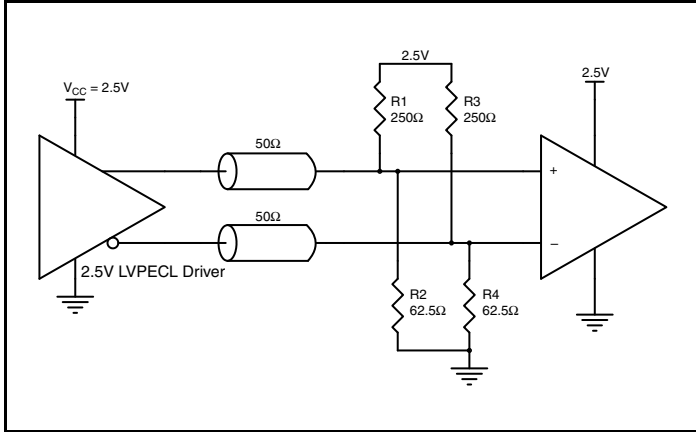 2.5V
V_CC = 2.5V
2.5V
R1
250Ω
R3
250Ω
50Ω
+
50Ω
–
2.5V LVPECL Driver
R2
62.5Ω
R4
62.5Ω